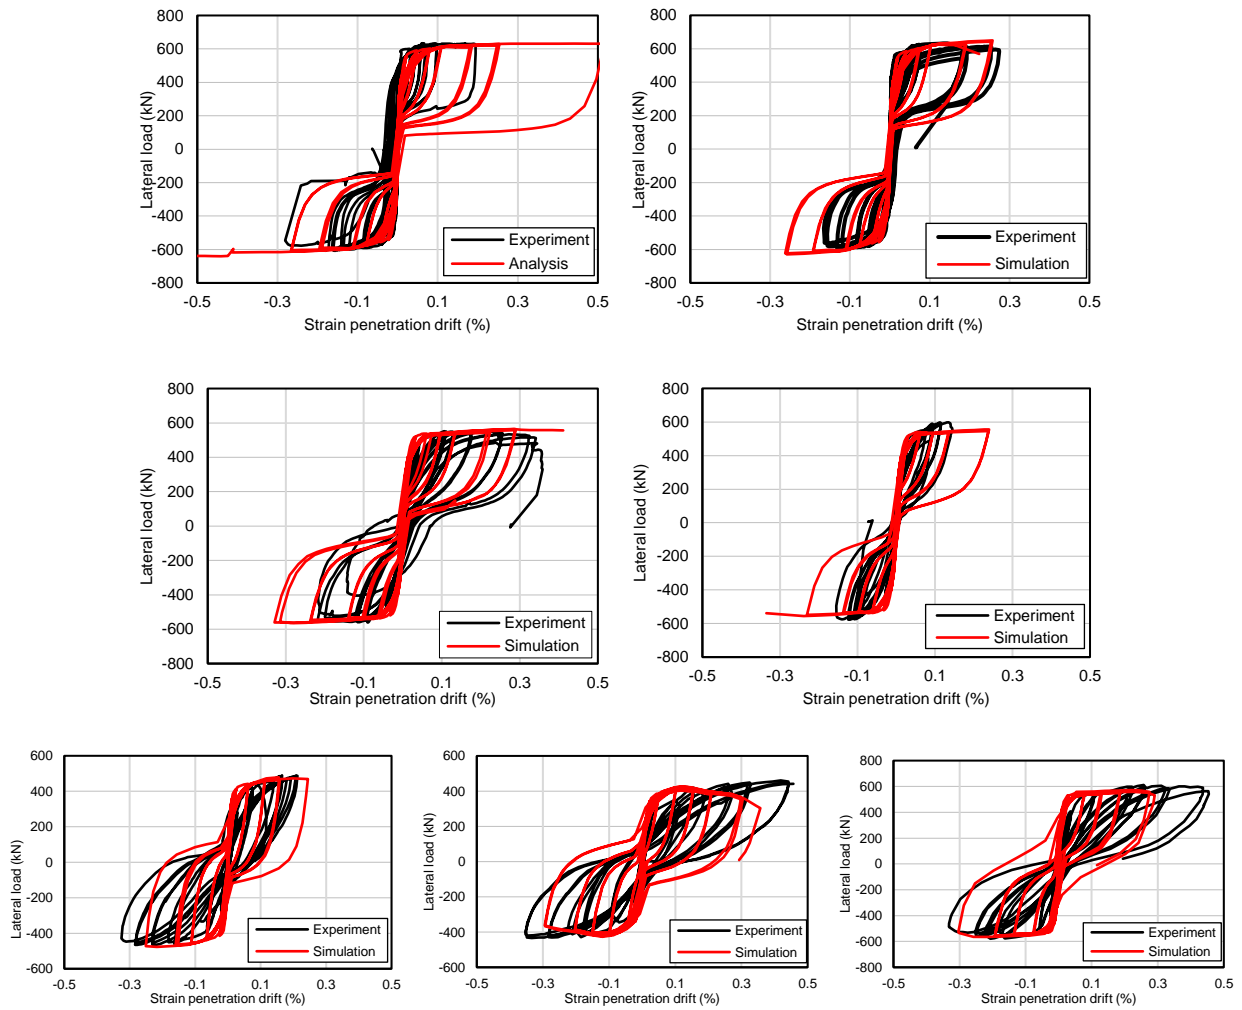 800
600
400
200
0
-200
-400
-600
-800
Lateral load (kN)
Experiment
Analysis
-0.5 -0.3 -0.1 0.1 0.3 0.5
Strain penetration drift (%)
800
600
400
200
0
-200
-400
-600
-800
Lateral load (kN)
Experiment
Simulation
-0.5 -0.3 -0.1 0.1 0.3 0.5
Strain penetration drift (%)
800
600
400
200
0
-200
-400
-600
-800
Lateral load (kN)
Experiment
Simulation
-0.5 -0.3 -0.1 0.1 0.3 0.5
Strain penetration drift (%)
800
600
400
200
0
-200
-400
-600
-800
Lateral load (kN)
Experiment
Simulation
-0.5 -0.3 -0.1 0.1 0.3 0.5
Strain penetration drift (%)
600
400
200
0
-200
-400
-600
Lateral load (kN)
Experiment
Simulation
-0.5 -0.3 -0.1 0.1 0.3 0.5
Strain penetration drift (%)
600
400
200
0
-200
-400
-600
Lateral load (kN)
Experiment
Simulation
-0.5 -0.3 -0.1 0.1 0.3 0.5
Strain penetration drift (%)
800
600
400
200
0
-200
-400
-600
-800
Lateral load (kN)
Experiment
Simulation
-0.5 -0.3 -0.1 0.1 0.3 0.5
Strain penetration drift (%)